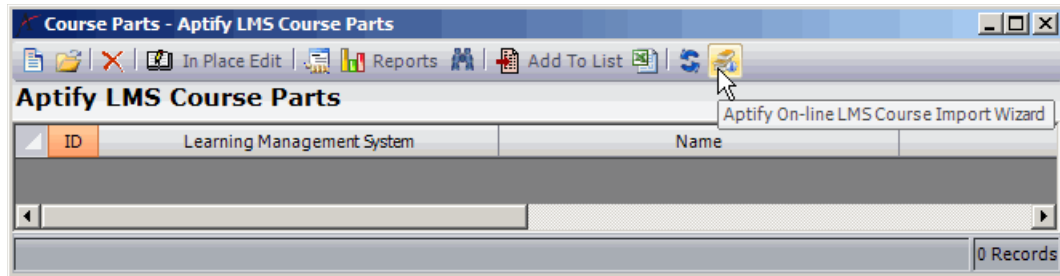 Course Parts - Aptify LMS Course Parts
In Place Edit Reports Add To List
Aptify LMS Course Parts
Aptify On-line LMS Course Import Wizard
ID Learning Management System Name
0 Records